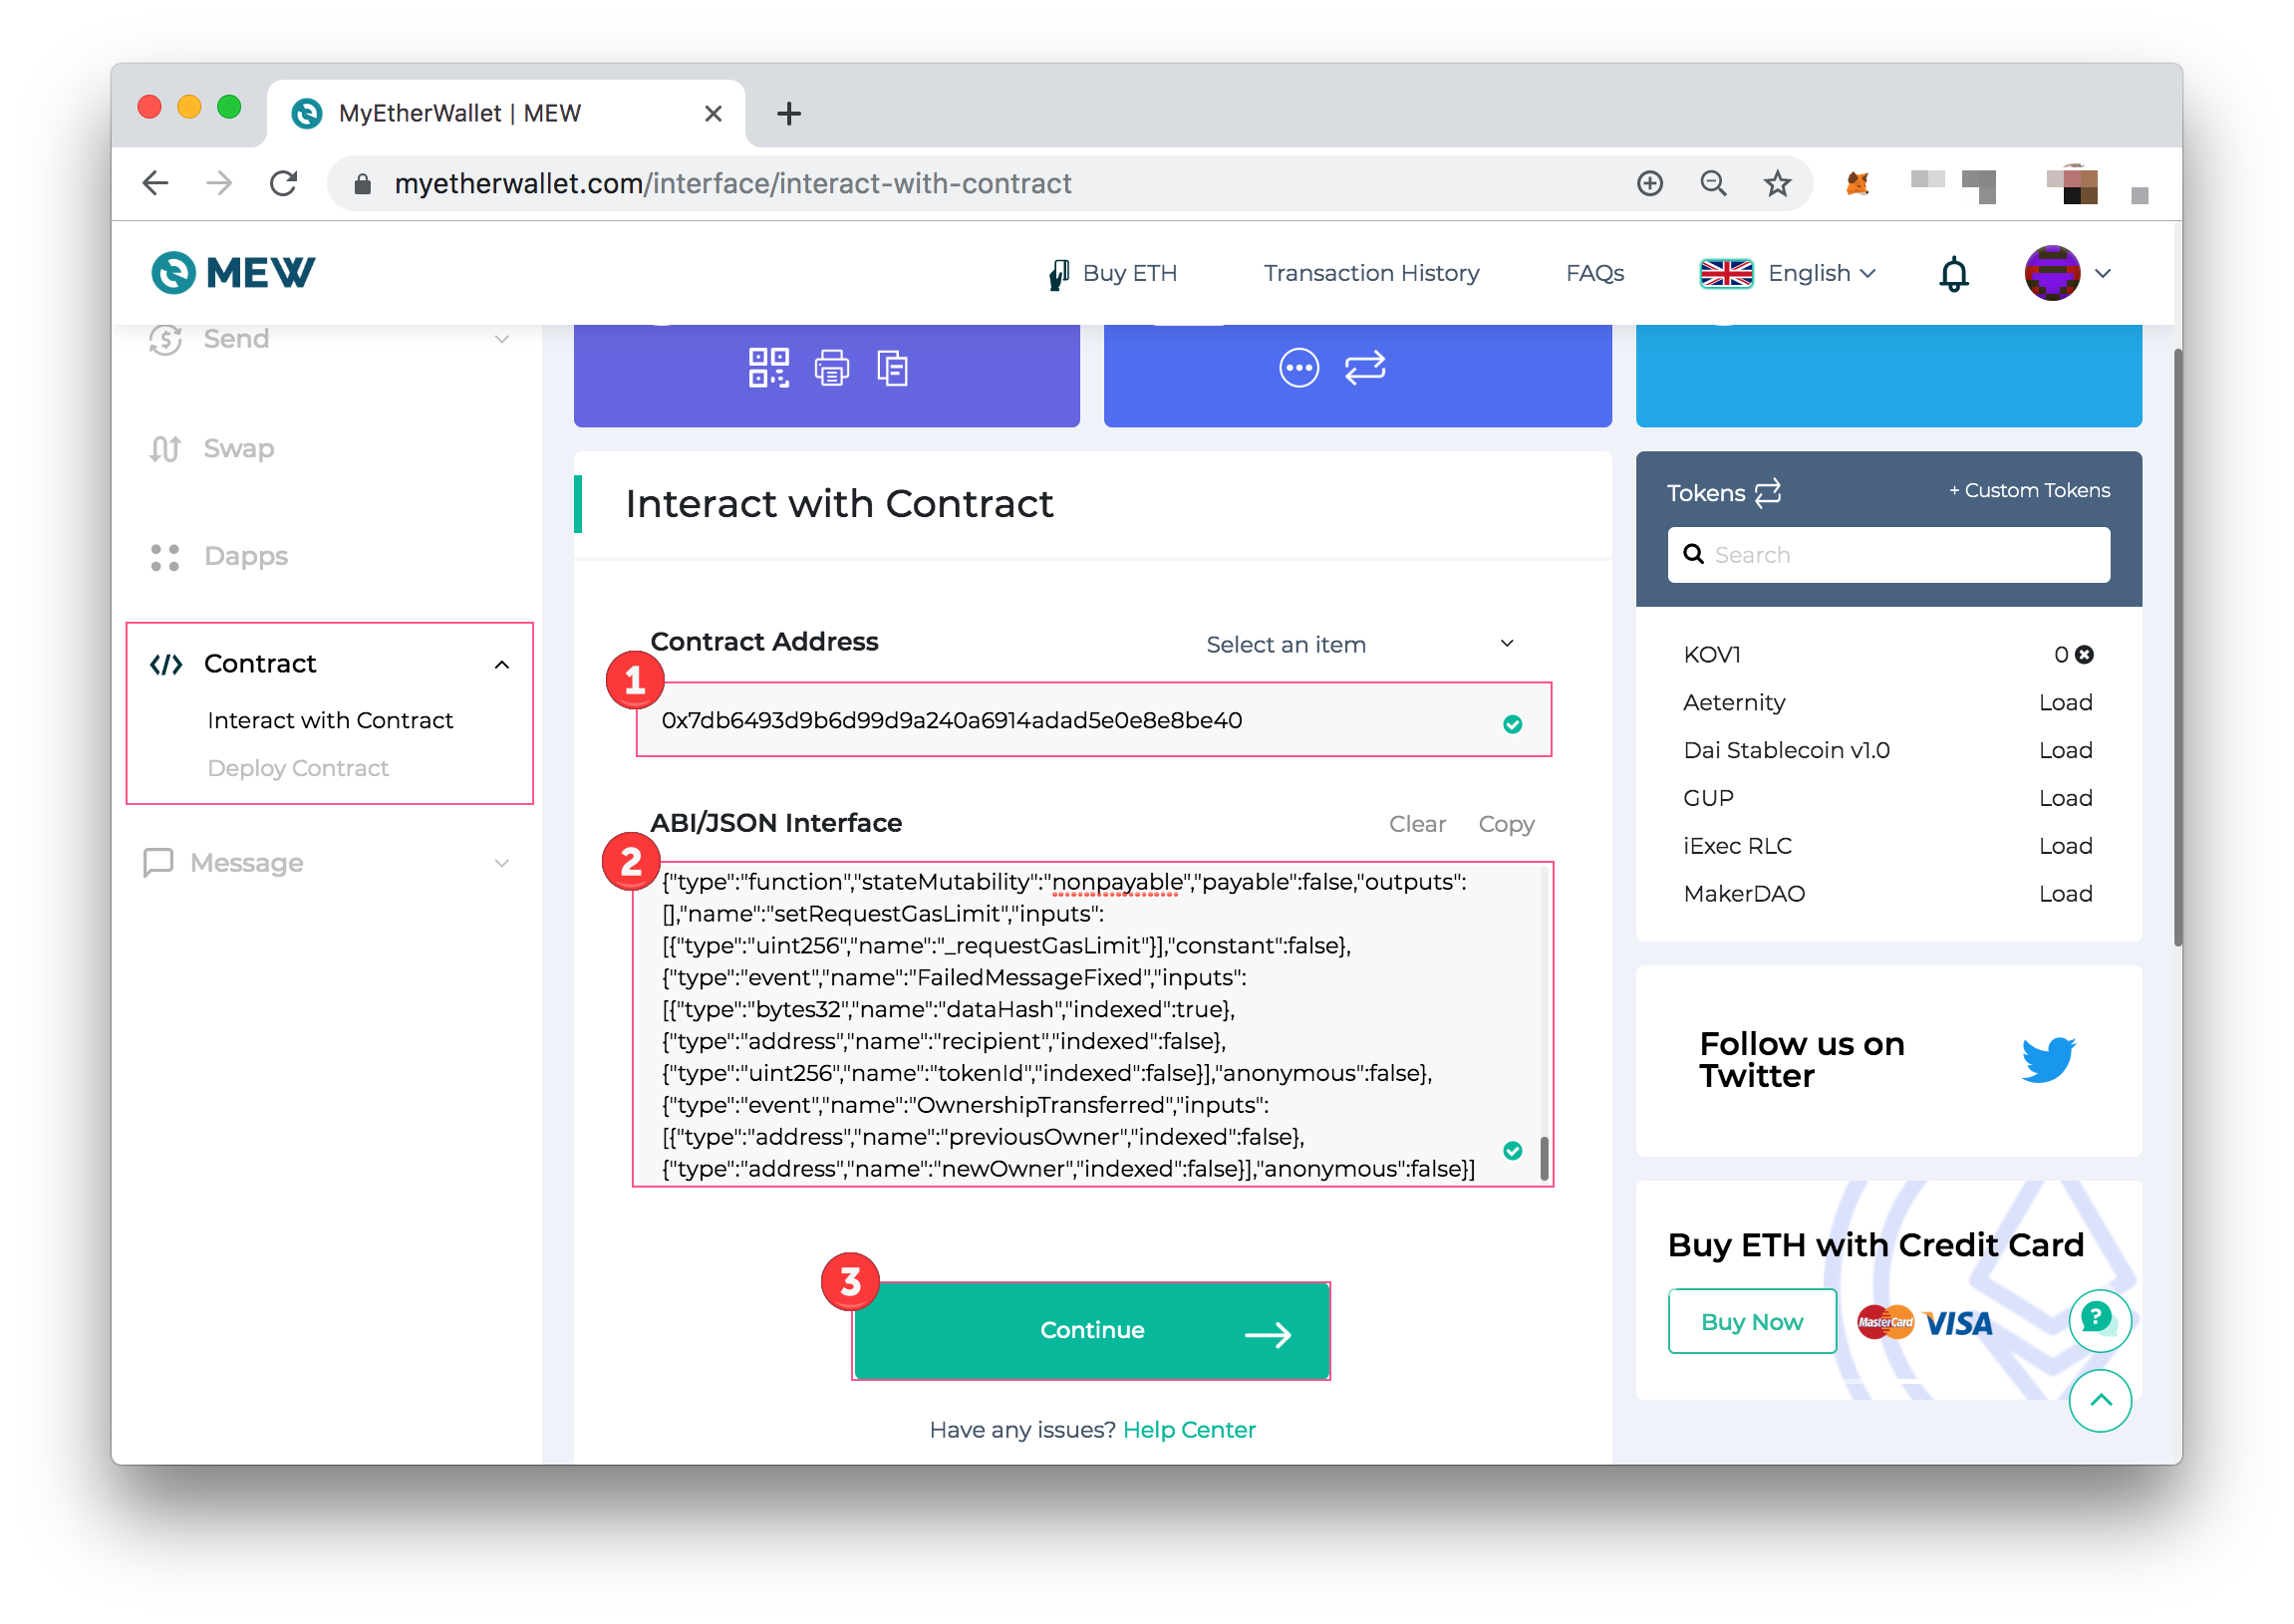 MyEtherWallet | MEW
myetherwallet.com/interface/interact-with-contract
MEW
Buy ETH
Transaction History
FAQs
English
Send
Swap
Dapps
Contract
Interact with Contract
Deploy Contract
Message
Interact with Contract
Contract Address
Select an item
1
0x7db6493d9b6d99d9a240a6914adad5e0e8e8be40
ABI/JSON Interface
Clear
Copy
2
{"type":"function","stateMutability":"nonpayable","payable":false,"outputs":
[],"name":"setRequestGasLimit","inputs":
[{"type":"uint256","name":"_requestGasLimit"}],"constant":false},
{"type":"event","name":"FailedMessageFixed","inputs":
[{"type":"bytes32","name":"dataHash","indexed":true},
{"type":"address","name":"recipient","indexed":false},
{"type":"uint256","name":"tokenId","indexed":false}],"anonymous":false},
{"type":"event","name":"OwnershipTransferred","inputs":
[{"type":"address","name":"previousOwner","indexed":false},
{"type":"address","name":"newOwner","indexed":false}],"anonymous":false}]
3
Continue
Have any issues? Help Center
Tokens
+ Custom Tokens
Search
KOV1 0
Aeternity Load
Dai Stablecoin v1.0 Load
GUP Load
iExec RLC Load
MakerDAO Load
Follow us on
Twitter
Buy ETH with Credit Card
Buy Now
MasterCard
VISA
?